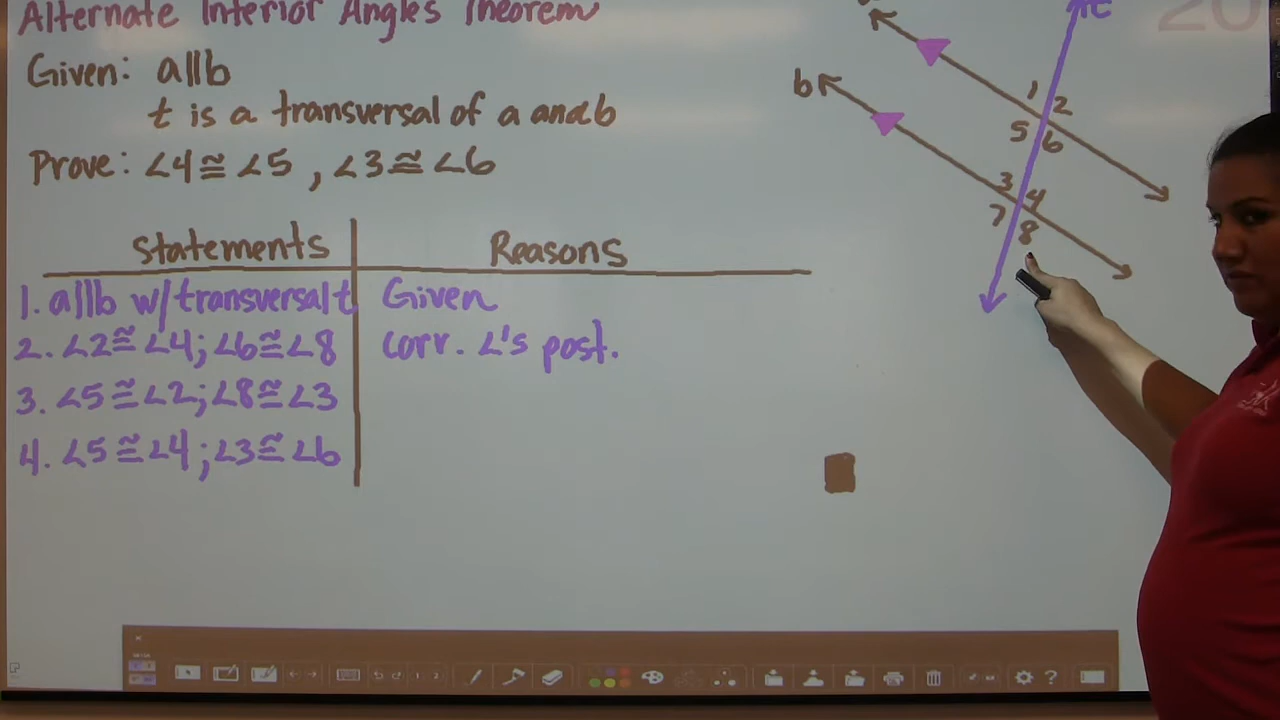 Alternate Interior Angles Theorem
20
Given: a||b
t is a transversal of a and b
Prove: ∠4 ≅ ∠5 , ∠3 ≅ ∠6
Statements Reasons
1. a||b w/ transversal t Given
2. ∠2 ≅ ∠4; ∠6 ≅ ∠8 corr. ∠'s post.
3. ∠5 ≅ ∠2; ∠8 ≅ ∠3
4. ∠5 ≅ ∠4; ∠3 ≅ ∠6
t
b
1 2
5 6
3 4
7 8